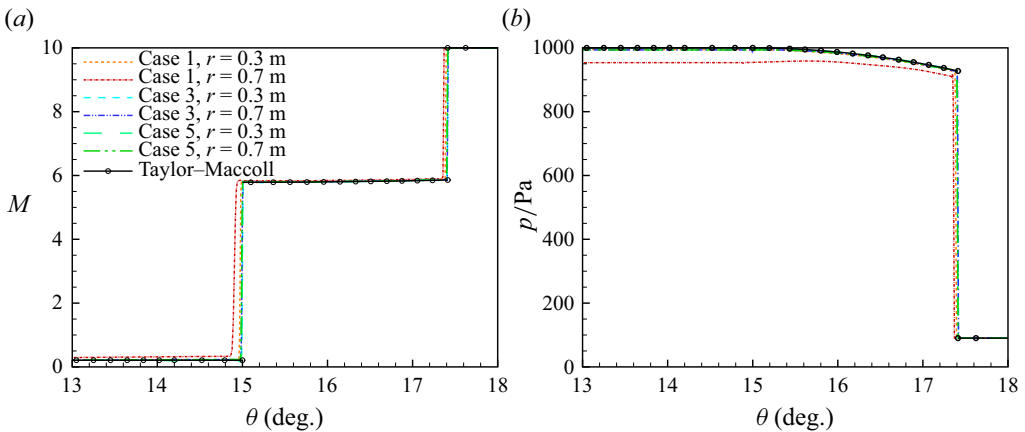 (a)
10
8
6
4
2
0
M
Case 1, r = 0.3 m
Case 1, r = 0.7 m
Case 3, r = 0.3 m
Case 3, r = 0.7 m
Case 5, r = 0.3 m
Case 5, r = 0.7 m
Taylor–Maccoll
13 14 15 16 17 18
θ (deg.)
(b)
1000
800
600
400
200
0
p/Pa
13 14 15 16 17 18
θ (deg.)